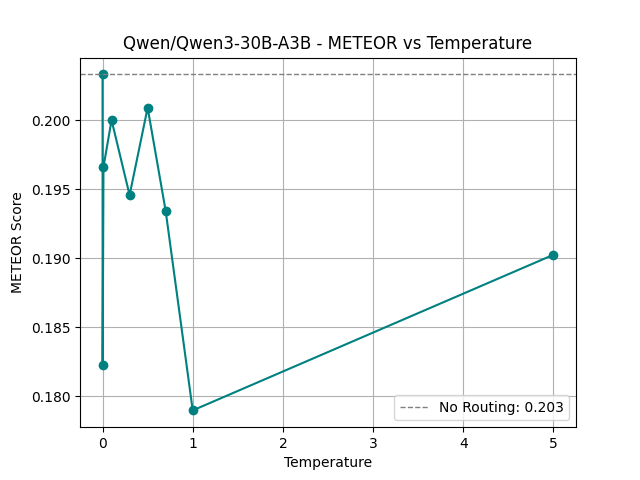 Qwen/Qwen3-30B-A3B - METEOR vs Temperature
METEOR Score
0.200
0.195
0.190
0.185
0.180
No Routing: 0.203
0 1 2 3 4 5
Temperature